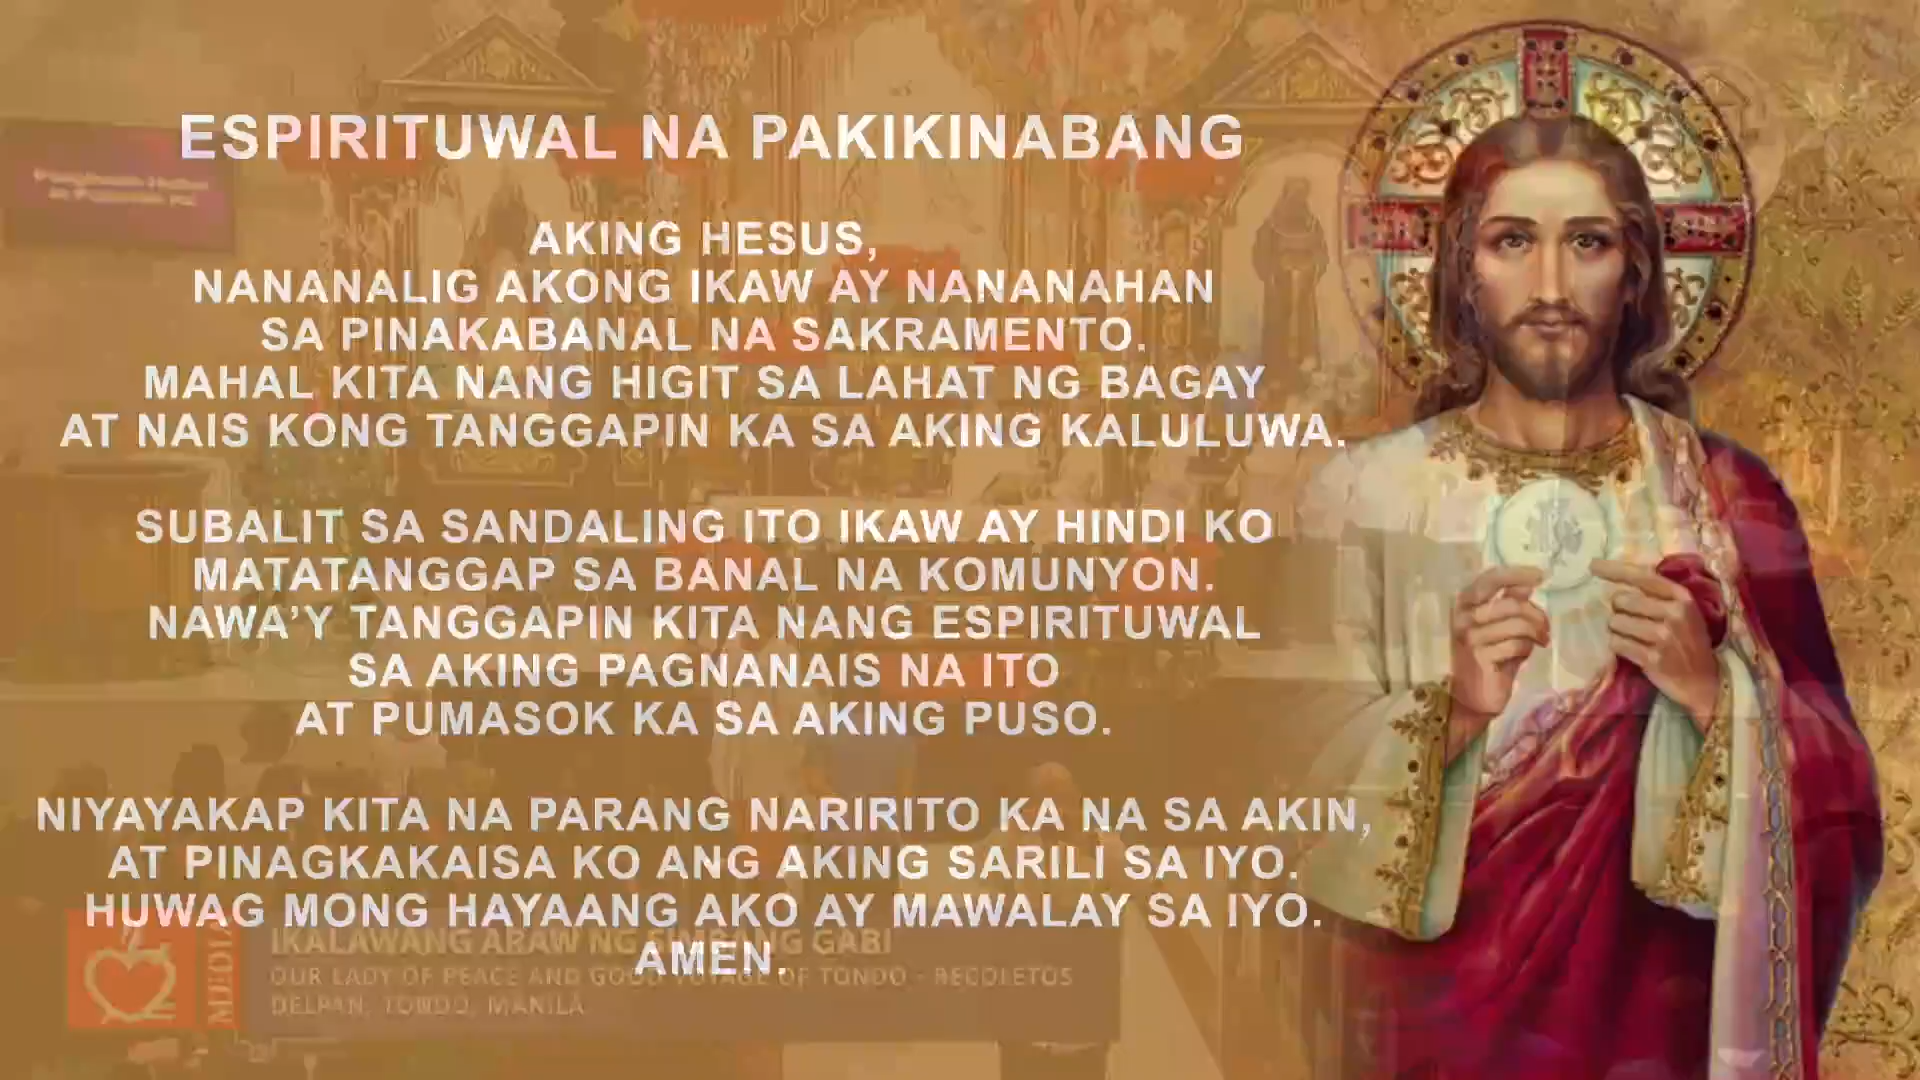 ESPIRITUWAL NA PAKIKINABANG
AKING HESUS,
NANANALIG AKONG IKAW AY NANANAHAN
SA PINAKABANAL NA SAKRAMENTO.
MAHAL KITA NANG HIGIT SA LAHAT NG BAGAY
AT NAIS KONG TANGGAPIN KA SA AKING KALULUWA.
SUBALIT SA SANDALING ITO IKAW AY HINDI KO
MATATANGGAP SA BANAL NA KOMUNYON.
NAWA’Y TANGGAPIN KITA NANG ESPIRITUWAL
SA AKING PAGNANAIS NA ITO
AT PUMASOK KA SA AKING PUSO.
NIYAYAKAP KITA NA PARANG NARIRITO KA NA SA AKIN,
AT PINAGKAKAISA KO ANG AKING SARILI SA IYO.
HUWAG MONG HAYAANG AKO AY MAWALAY SA IYO.
AMEN.
MEDIA
IKALAWANG ARAW NG SIMBANG GABI
OUR LADY OF PEACE AND GOOD VOYAGE OF TONDO - RECOLETOS
DELPAN, TONDO, MANILA